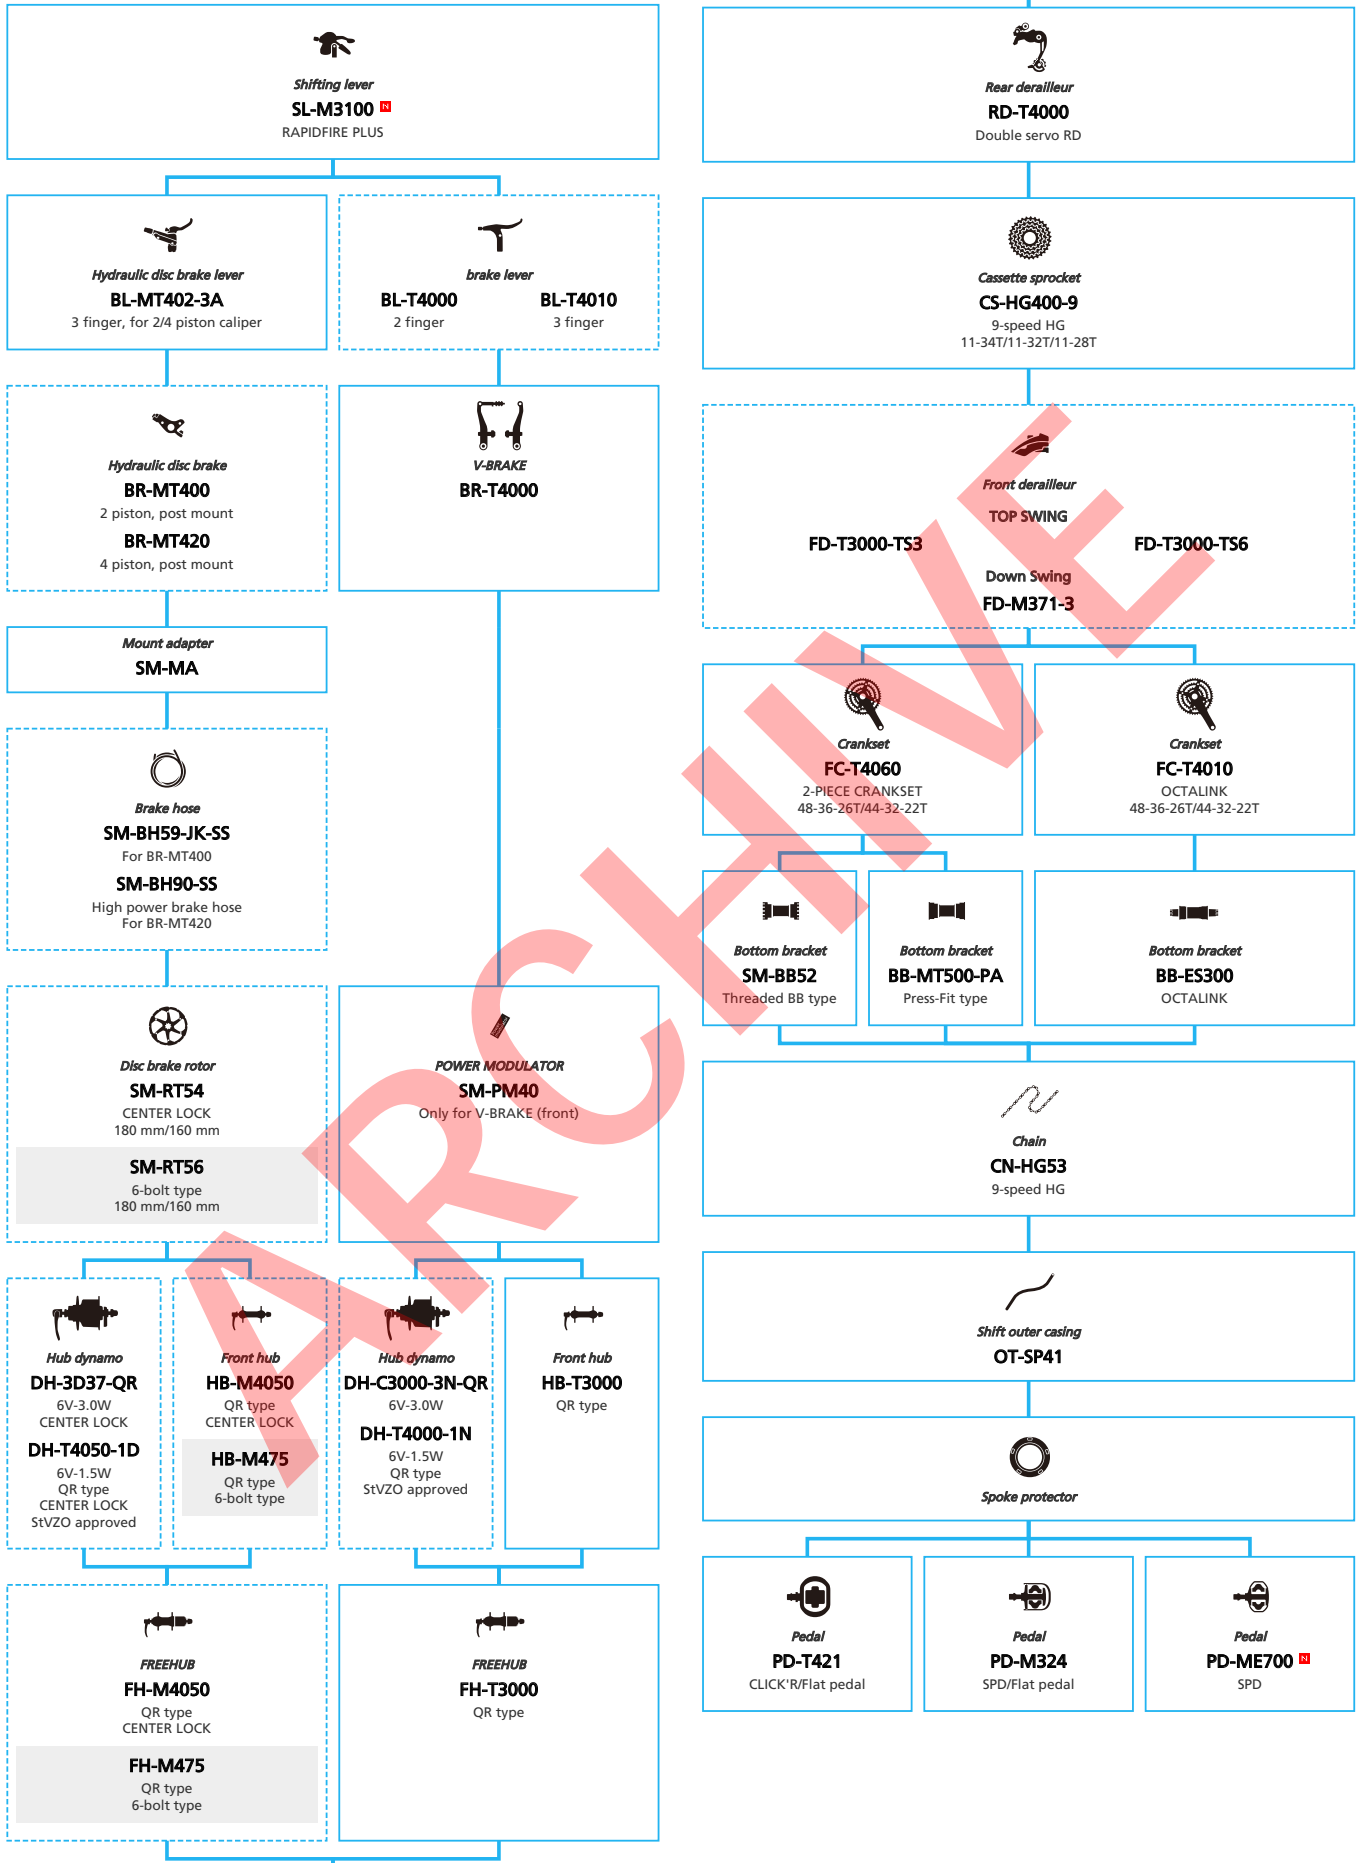 Shifting lever
SL-M3100 N
RAPIDFIRE PLUS
Hydraulic disc brake lever
BL-MT402-3A
3 finger, for 2/4 piston caliper
brake lever
BL-T4000
2 finger
BL-T4010
3 finger
Hydraulic disc brake
BR-MT400
2 piston, post mount
BR-MT420
4 piston, post mount
V-BRAKE
BR-T4000
Mount adapter
SM-MA
Brake hose
SM-BH59-JK-SS
For BR-MT400
SM-BH90-SS
High power brake hose
For BR-MT420
Disc brake rotor
SM-RT54
CENTER LOCK
180 mm/160 mm
SM-RT56
6-bolt type
180 mm/160 mm
POWER MODULATOR
SM-PM40
Only for V-BRAKE (front)
Hub dynamo
DH-3D37-QR
6V-3.0W
CENTER LOCK
DH-T4050-1D
6V-1.5W
QR type
CENTER LOCK
StVZO approved
Front hub
HB-M4050
QR type
CENTER LOCK
HB-M475
QR type
6-bolt type
Hub dynamo
DH-C3000-3N-QR
6V-3.0W
DH-T4000-1N
6V-1.5W
QR type
StVZO approved
Front hub
HB-T3000
QR type
FREEHUB
FH-M4050
QR type
CENTER LOCK
FH-M475
QR type
6-bolt type
FREEHUB
FH-T3000
QR type
Rear derailleur
RD-T4000
Double servo RD
Cassette sprocket
CS-HG400-9
9-speed HG
11-34T/11-32T/11-28T
Front derailleur
TOP SWING
FD-T3000-TS3
FD-T3000-TS6
Down Swing
FD-M371-3
Crankset
FC-T4060
2-PIECE CRANKSET
48-36-26T/44-32-22T
Crankset
FC-T4010
OCTALINK
48-36-26T/44-32-22T
Bottom bracket
SM-BB52
Threaded BB type
Bottom bracket
BB-MT500-PA
Press-Fit type
Bottom bracket
BB-ES300
OCTALINK
Chain
CN-HG53
9-speed HG
Shift outer casing
OT-SP41
Spoke protector
Pedal
PD-T421
CLICK'R/Flat pedal
Pedal
PD-M324
SPD/Flat pedal
Pedal
PD-ME700 N
SPD
ARCHIVE